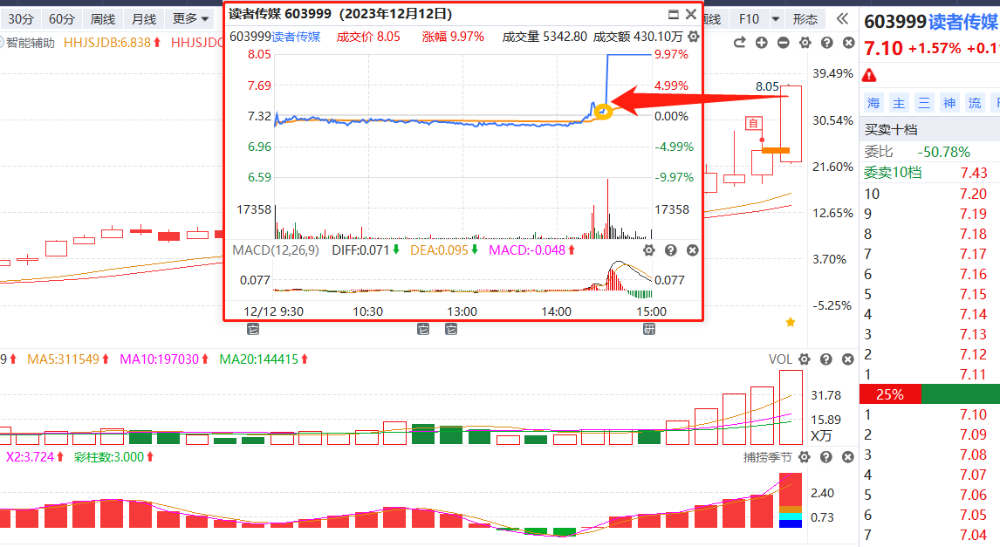 30分 60分 周线 月线 更多
画线 F10 形态
智能辅助 HHJSJDB:6.838 HHJSJDC
读者传媒 603999（2023年12月12日）
603999读者传媒 成交价 8.05 涨幅 9.97% 成交量 5342.80 成交额 430.10万
8.05 9.97%
7.69 4.99%
7.32 0.00%
6.96 -4.99%
6.59 -9.97%
17358 17358
MACD(12,26,9) DIFF:0.071 DEA:0.095 MACD:-0.048
0.077 0.077
12/12 9:30 10:30 13:00 14:00 15:00
研
8.05
自
39.49%
30.54%
21.60%
12.65%
3.70%
-5.25%
9 MA5:311549 MA10:197030 MA20:144415 VOL
31.78
15.89
X万
X2:3.724 彩柱数:3.000 捕捞季节
2.40
0.73
603999读者传媒
7.10 +1.57% +0.1
海 主 三 神 流
买卖十档
委比 -50.78%
委卖10档 7.43
10 7.20
9 7.19
8 7.18
7 7.17
6 7.16
5 7.15
4 7.14
3 7.13
2 7.12
1 7.11
25%
1 7.10
2 7.09
3 7.08
4 7.07
5 7.06
6 7.05
7 7.04